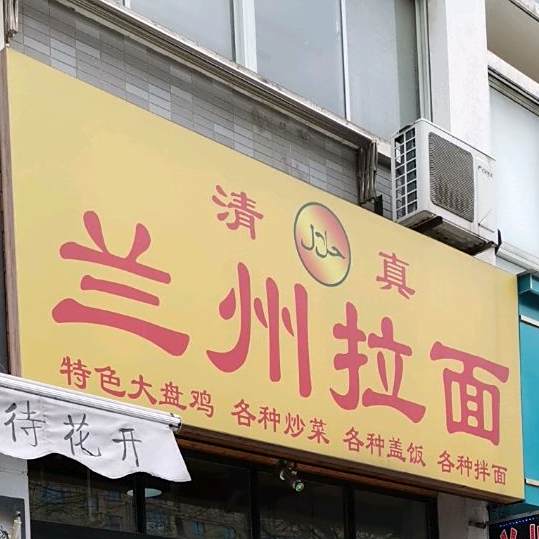 清 حلال 真
兰州拉面
特色大盘鸡 各种炒菜 各种盖饭 各种拌面
待花开